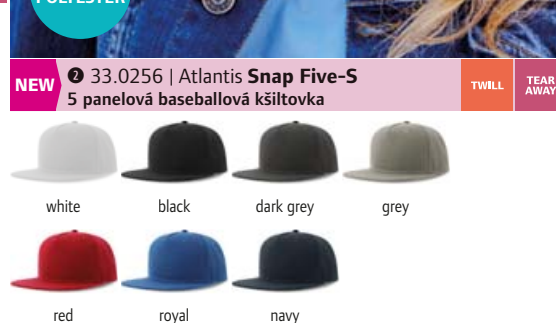 POLYESTER
NEW
❷ 33.0256 | Atlantis Snap Five-S
5 panelová baseballová kšiltovka
TWILL
TEAR
AWAY
white
black
dark grey
grey
red
royal
navy